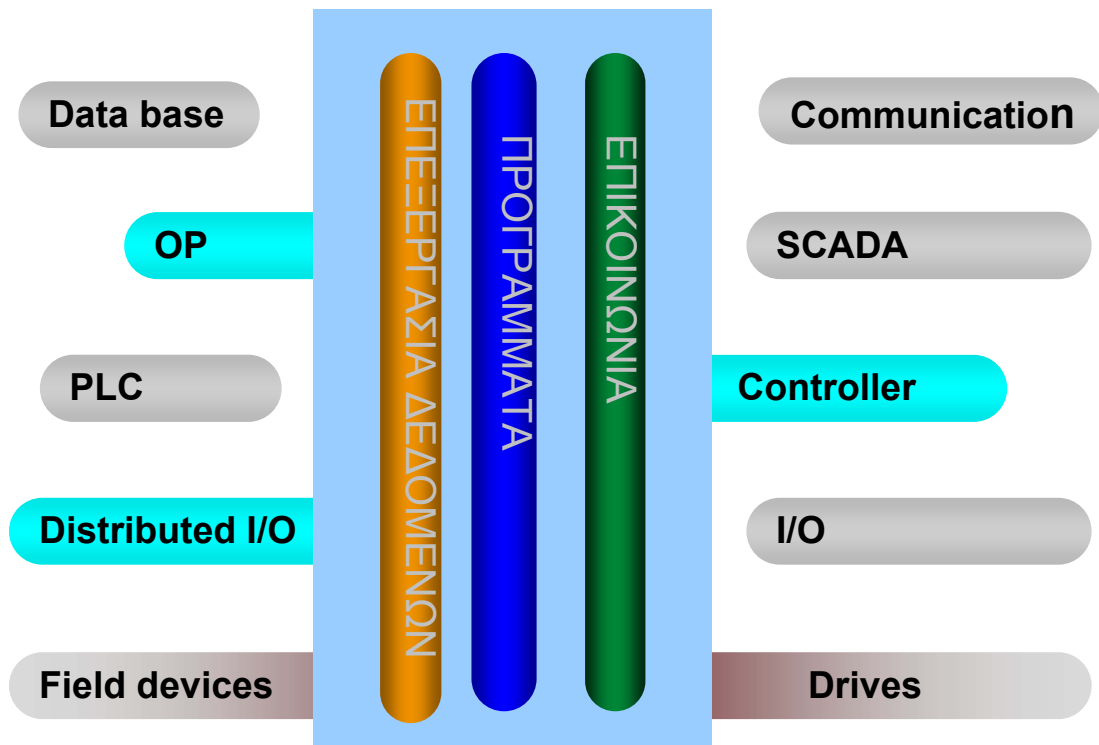 Data base
OP
PLC
Distributed I/O
Field devices
ΕΠΕΞΕΡΓΑΣΙΑ ΔΕΔΟΜΕΝΩΝ
ΠΡΟΓΡΑΜΜΑΤΑ
ΕΠΙΚΟΙΝΩΝΙΑ
Communication
SCADA
Controller
I/O
Drives